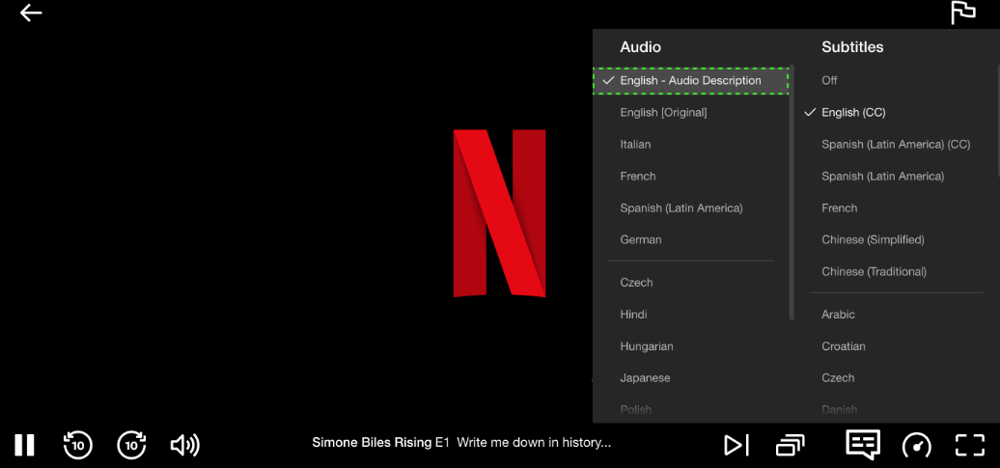 Audio
English - Audio Description
English [Original]
Italian
French
Spanish (Latin America)
German
Czech
Hindi
Hungarian
Japanese
Polish
Subtitles
Off
English (CC)
Spanish (Latin America) (CC)
Spanish (Latin America)
French
Chinese (Simplified)
Chinese (Traditional)
Arabic
Croatian
Czech
Danish
N
10
10
Simone Biles Rising E1 Write me down in history...